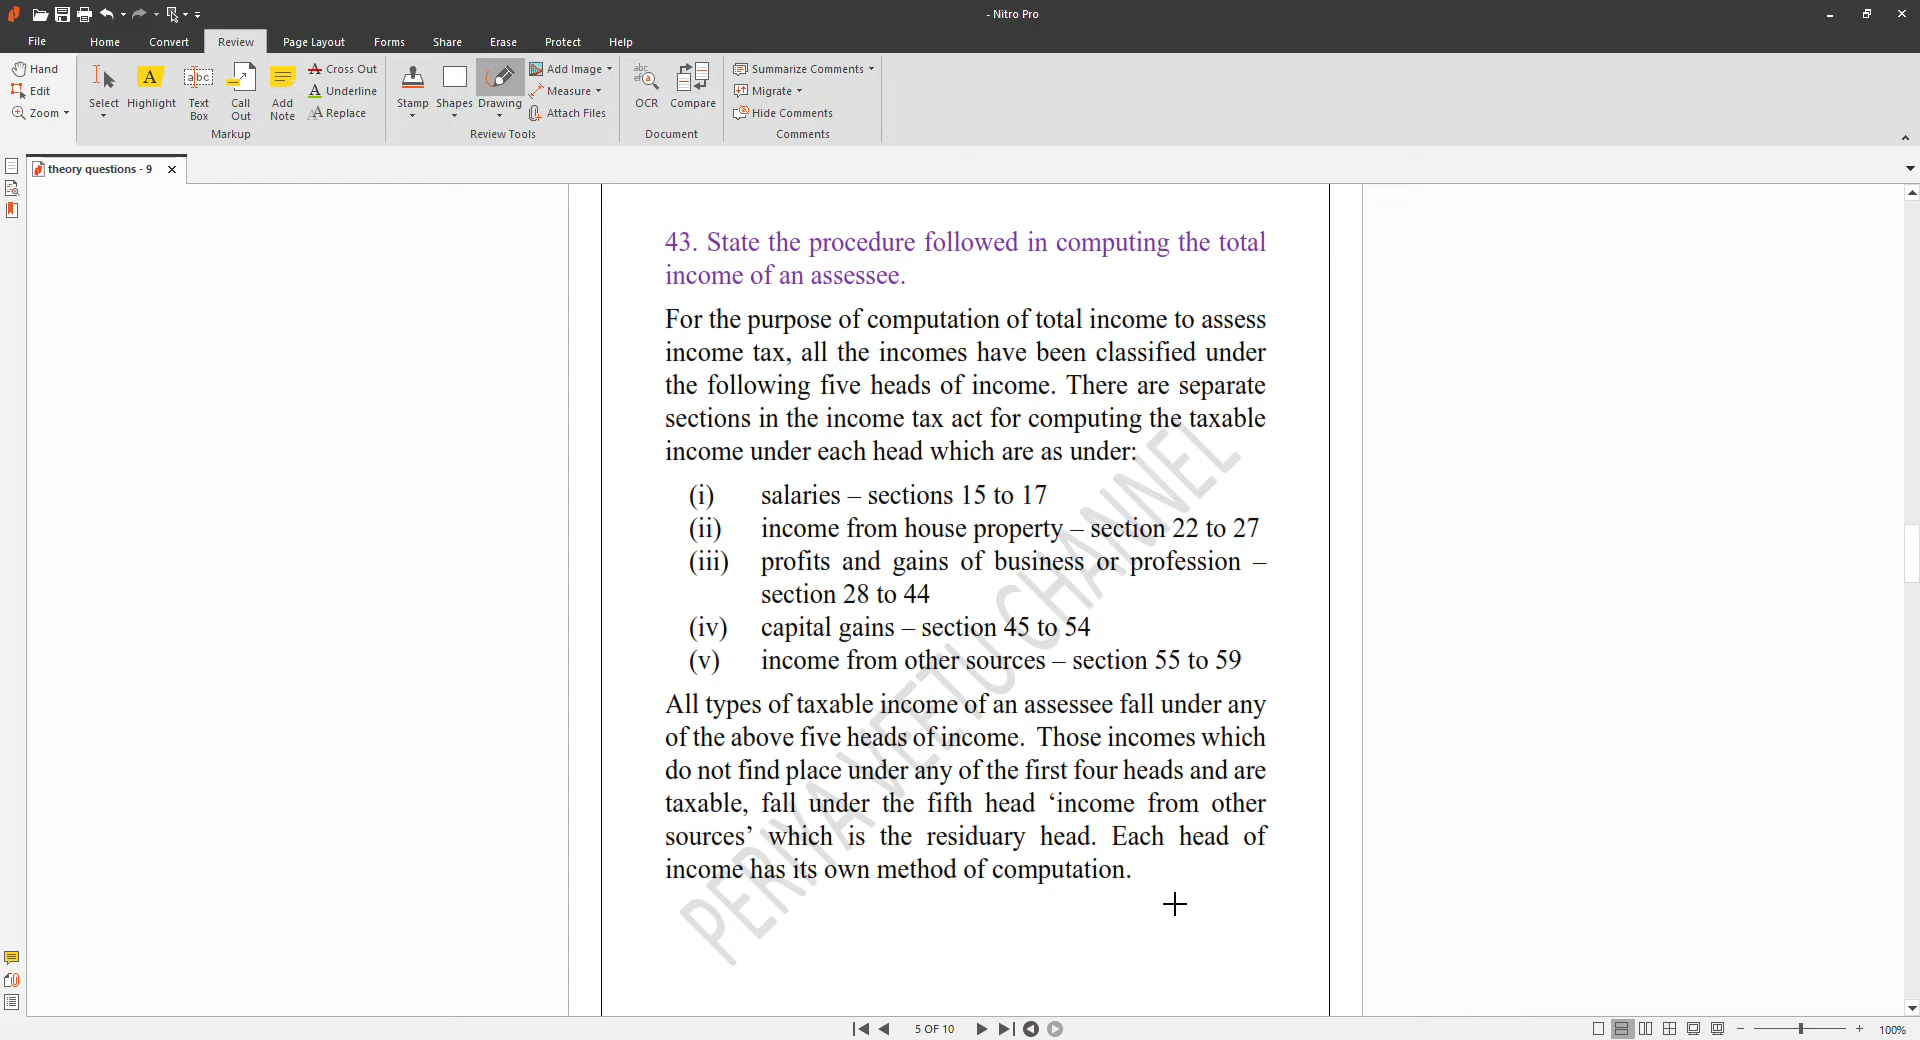 - Nitro Pro
File Home Convert Review Page Layout Forms Share Erase Protect Help
Hand
Edit
Zoom
Select
Highlight
Text
Box
Call
Out
Add
Note
Cross Out
Underline
Replace
Markup
Stamp
Shapes
Drawing
Add Image
Measure
Attach Files
Review Tools
OCR
Compare
Document
Summarize Comments
Migrate
Hide Comments
Comments
theory questions - 9
43. State the procedure followed in computing the total
income of an assessee.
For the purpose of computation of total income to assess
income tax, all the incomes have been classified under
the following five heads of income. There are separate
sections in the income tax act for computing the taxable
income under each head which are as under:
(i) salaries – sections 15 to 17
(ii) income from house property – section 22 to 27
(iii) profits and gains of business or profession –
section 28 to 44
(iv) capital gains – section 45 to 54
(v) income from other sources – section 55 to 59
All types of taxable income of an assessee fall under any
of the above five heads of income. Those incomes which
do not find place under any of the first four heads and are
taxable, fall under the fifth head ‘income from other
sources’ which is the residuary head. Each head of
income has its own method of computation.
PERIYA VEETU CHANNEL
5 OF 10
100%